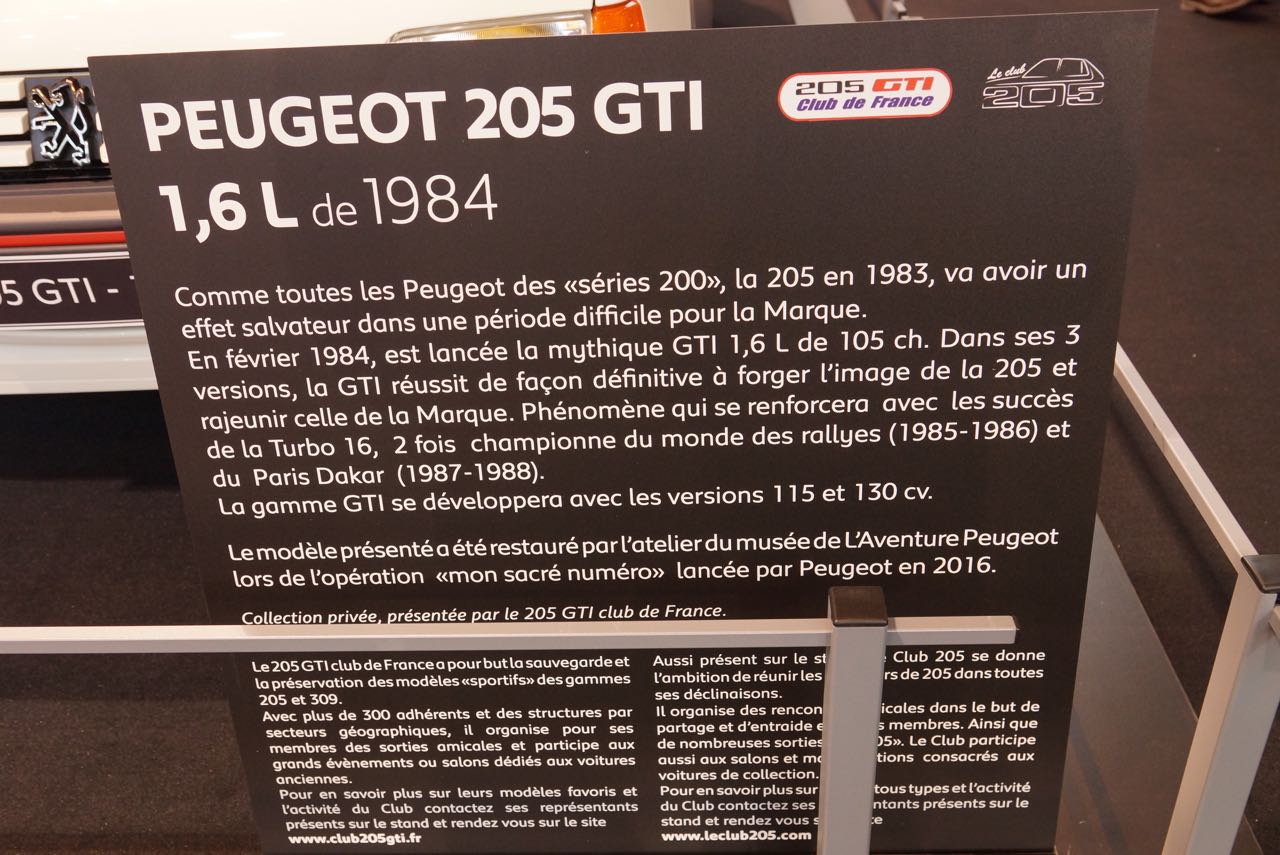 PEUGEOT 205 GTI
1,6 L de 1984
205 GTI
Club de France
Le club
205
5 GTI -
Comme toutes les Peugeot des «séries 200», la 205 en 1983, va avoir un
effet salvateur dans une période difficile pour la Marque.
En février 1984, est lancée la mythique GTI 1,6 L de 105 ch. Dans ses 3
versions, la GTI réussit de façon définitive à forger l'image de la 205 et
rajeunir celle de la Marque. Phénomène qui se renforcera avec les succès
de la Turbo 16, 2 fois championne du monde des rallyes (1985-1986) et
du Paris Dakar (1987-1988).
La gamme GTI se développera avec les versions 115 et 130 cv.
Le modèle présenté a été restauré par l'atelier du musée de L'Aventure Peugeot
lors de l'opération «mon sacré numéro» lancée par Peugeot en 2016.
Collection privée, présentée par le 205 GTI club de France.
Le 205 GTI club de France a pour but la sauvegarde et
la préservation des modèles «sportifs» des gammes
205 et 309.
Avec plus de 300 adhérents et des structures par
secteurs géographiques, il organise pour ses
membres des sorties amicales et participe aux
grands évènements ou salons dédiés aux voitures
anciennes.
Pour en savoir plus sur leurs modèles favoris et
l'activité du Club contactez ses représentants
présents sur le stand et rendez vous sur le site
www.club205gti.fr
Aussi présent sur le Club 205 se donne
l'ambition de réunir les de 205 dans toutes
ses déclinaisons.
Il organise des dans le but de
partage et d'entraide membres. Ainsi que
de nombreuses sorties 05». Le Club participe
aussi aux salons et consacrés aux
voitures de collection.
Pour en savoir plus sur tous types et l'activité
du Club contactez ses présents sur le
stand et rendez vous
www.leclub205.com